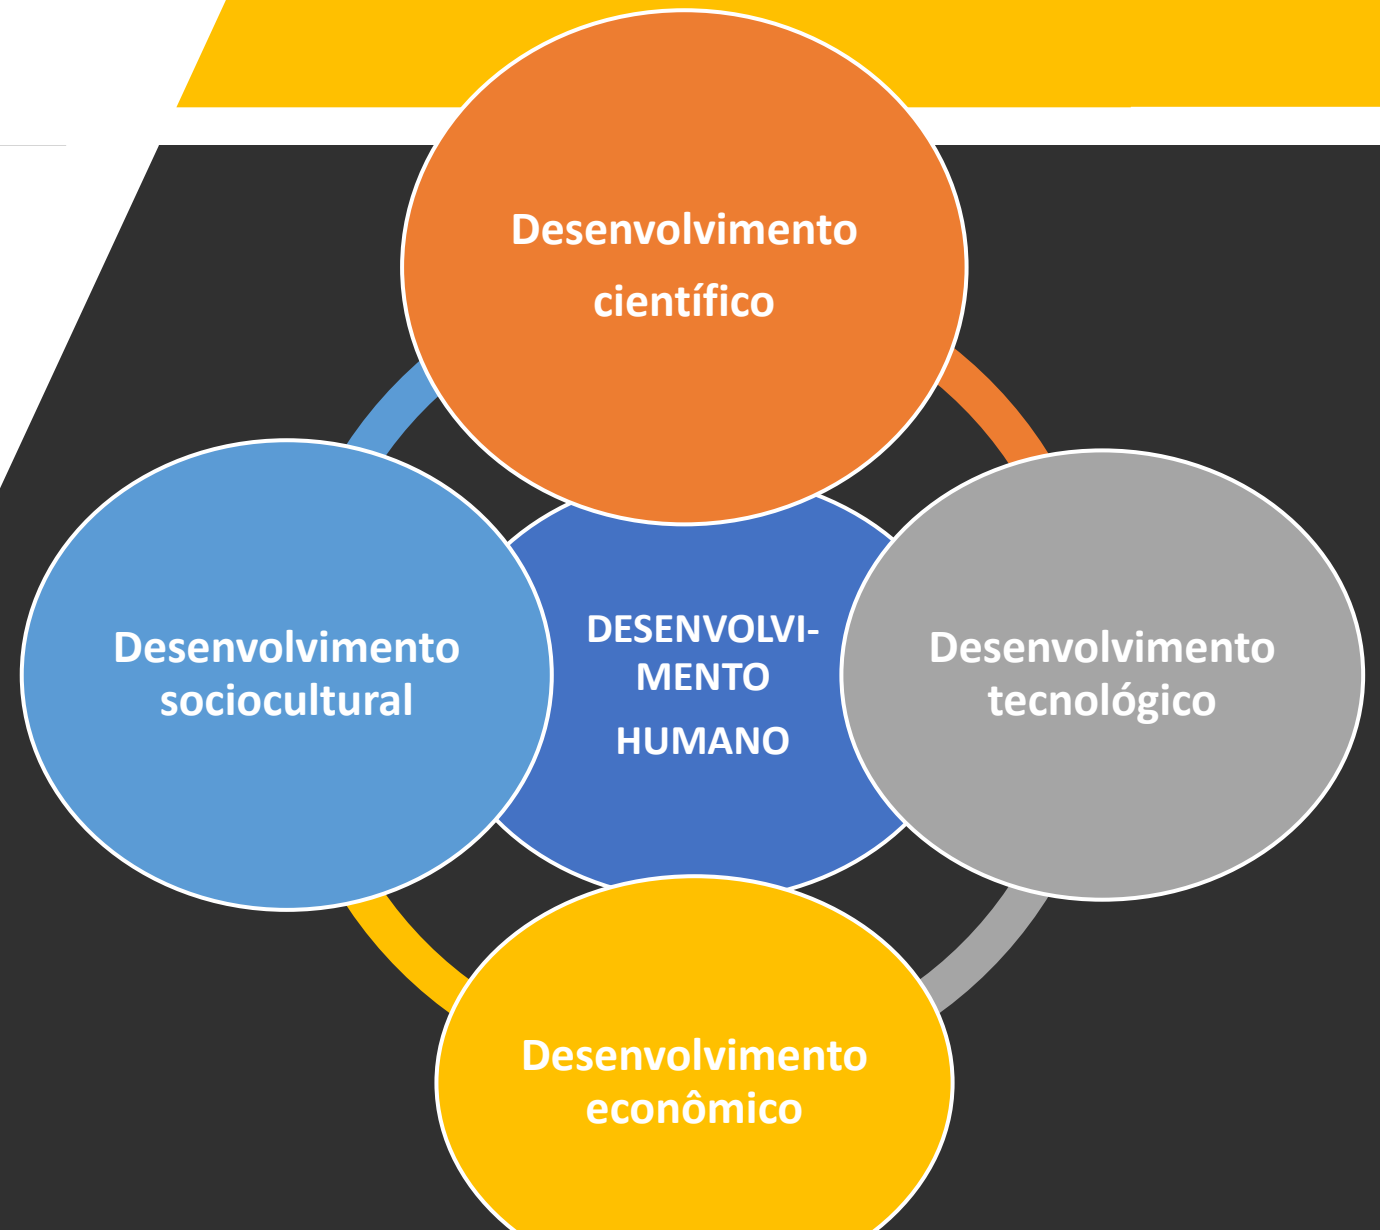 Desenvolvimento
científico
Desenvolvimento
sociocultural
DESENVOLVI-
MENTO
HUMANO
Desenvolvimento
tecnológico
Desenvolvimento
econômico